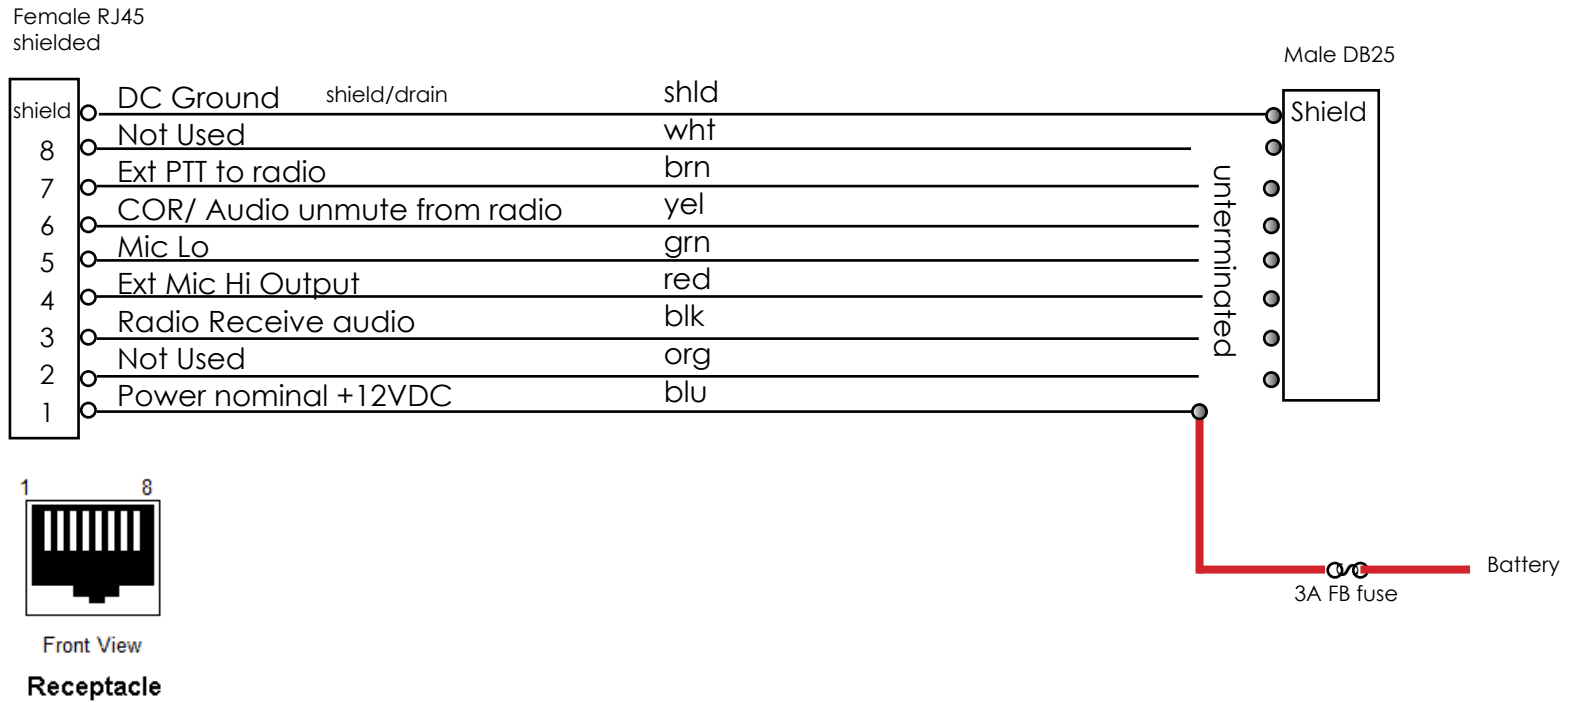 Female RJ45
shielded
Male DB25
shield DC Ground shield/drain shld Shield
8 Not Used wht
7 Ext PTT to radio brn
6 COR/ Audio unmute from radio yel
5 Mic Lo grn
4 Ext Mic Hi Output red
3 Radio Receive audio blk
2 Not Used org
1 Power nominal +12VDC blu
unterminated
1 8
Battery
3A FB fuse
Front View
Receptacle